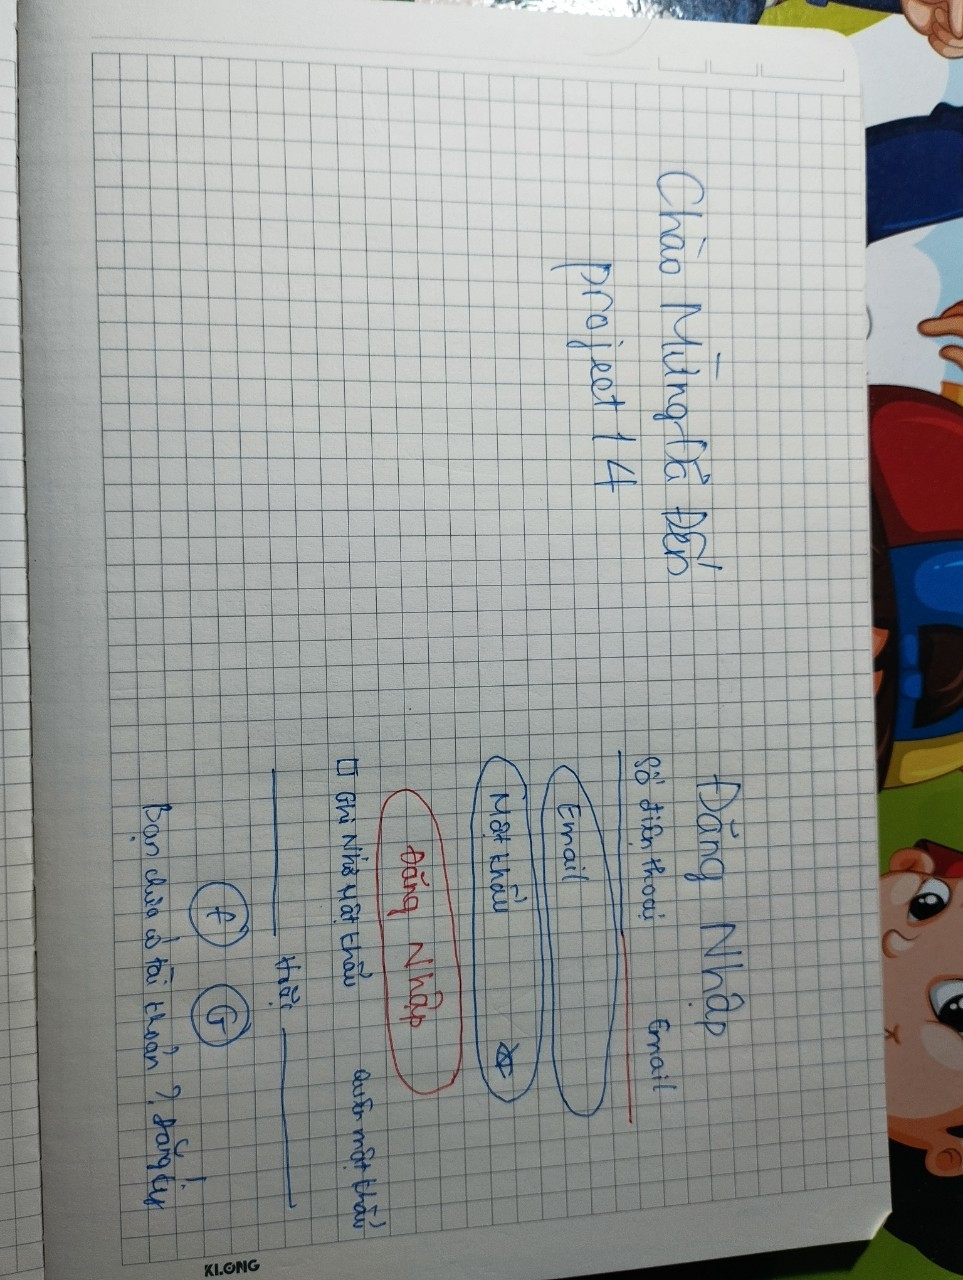 Chào Mừng Đã Đến
project 14
Đăng Nhập
Số điện thoại Email
Email
Mật khẩu
Đăng Nhập
Ghi Nhớ Mật khẩu Quên mật khẩu
Hoặc
f G
Bạn chưa có tài khoản ? Đăng ký
KLONG